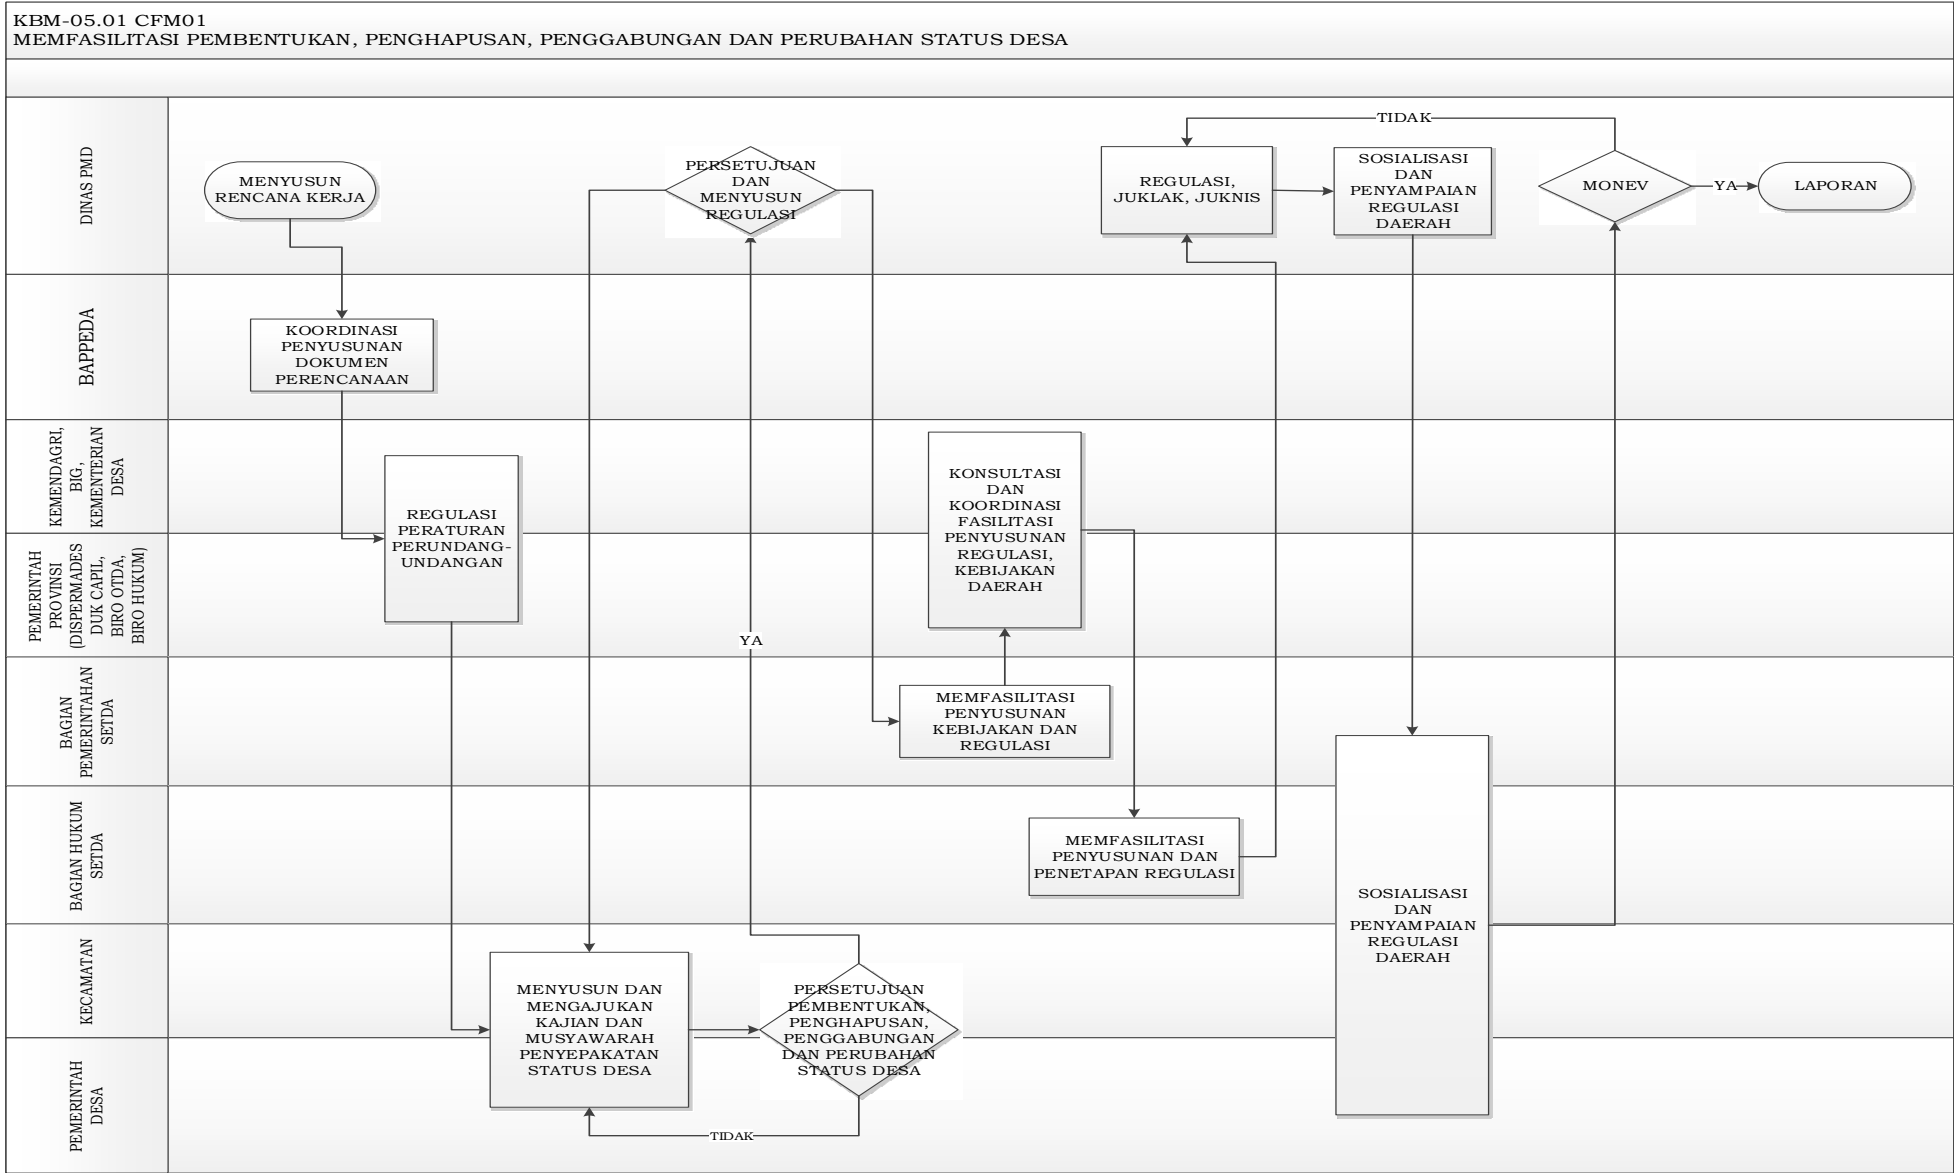 KBM-05.01 CFM01
MEMFASILITASI PEMBENTUKAN, PENGHAPUSAN, PENGGABUNGAN DAN PERUBAHAN STATUS DESA
DINAS PMD
MENYUSUN
RENCANA KERJA
PERSETUJUAN
DAN
MENYUSUN
REGULASI
REGULASI,
JUKLAK, JUKNIS
SOSIALISASI
DAN
PENYAMPAIAN
REGULASI
DAERAH
TIDAK
MONEV
YA
LAPORAN
BAPPEDA
KOORDINASI
PENYUSUNAN
DOKUMEN
PERENCANAAN
KEMENDAGRI,
BIG,
KEMENTERIAN
DESA
REGULASI
PERATURAN
PERUNDANG-
UNDANGAN
KONSULTASI
DAN
KOORDINASI
FASILITASI
PENYUSUNAN
REGULASI,
KEBIJAKAN
DAERAH
PEMERINTAH
PROVINSI
(DISPERMADES
DUK CAPIL,
BIRO OTDA,
BIRO HUKUM)
YA
BAGIAN
PEMERINTAHAN
SETDA
MEMFASILITASI
PENYUSUNAN
KEBIJAKAN DAN
REGULASI
BAGIAN HUKUM
SETDA
MEMFASILITASI
PENYUSUNAN DAN
PENETAPAN REGULASI
SOSIALISASI
DAN
PENYAMPAIAN
REGULASI
DAERAH
KECAMATAN
MENYUSUN DAN
MENGAJUKAN
KAJIAN DAN
MUSYAWARAH
PENYEPAKATAN
STATUS DESA
PERSETUJUAN
PEMBENTUKAN,
PENGHAPUSAN,
PENGGABUNGAN
DAN PERUBAHAN
STATUS DESA
PEMERINTAH
DESA
TIDAK